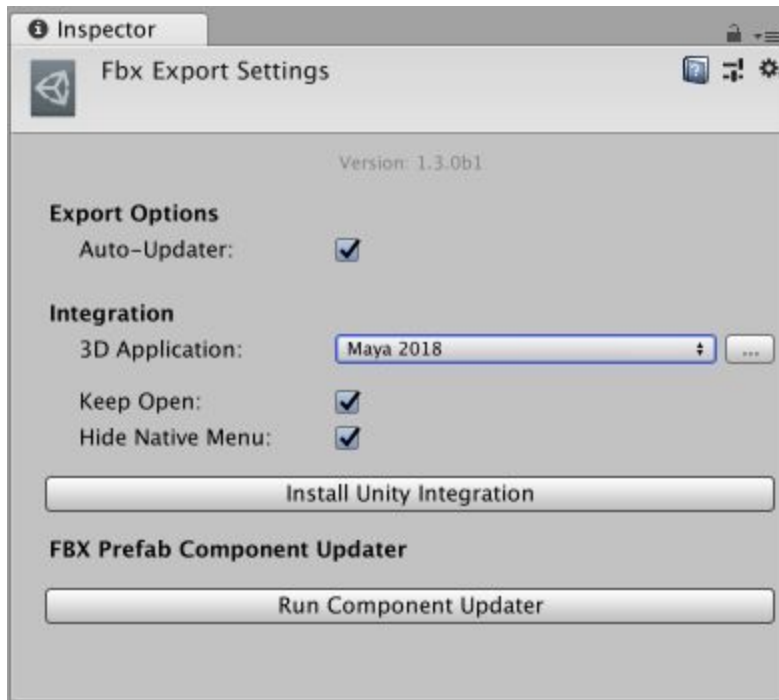 Inspector
Fbx Export Settings
Version: 1.3.0b1
Export Options
Auto-Updater:
Integration
3D Application: Maya 2018 ...
Keep Open:
Hide Native Menu:
Install Unity Integration
FBX Prefab Component Updater
Run Component Updater